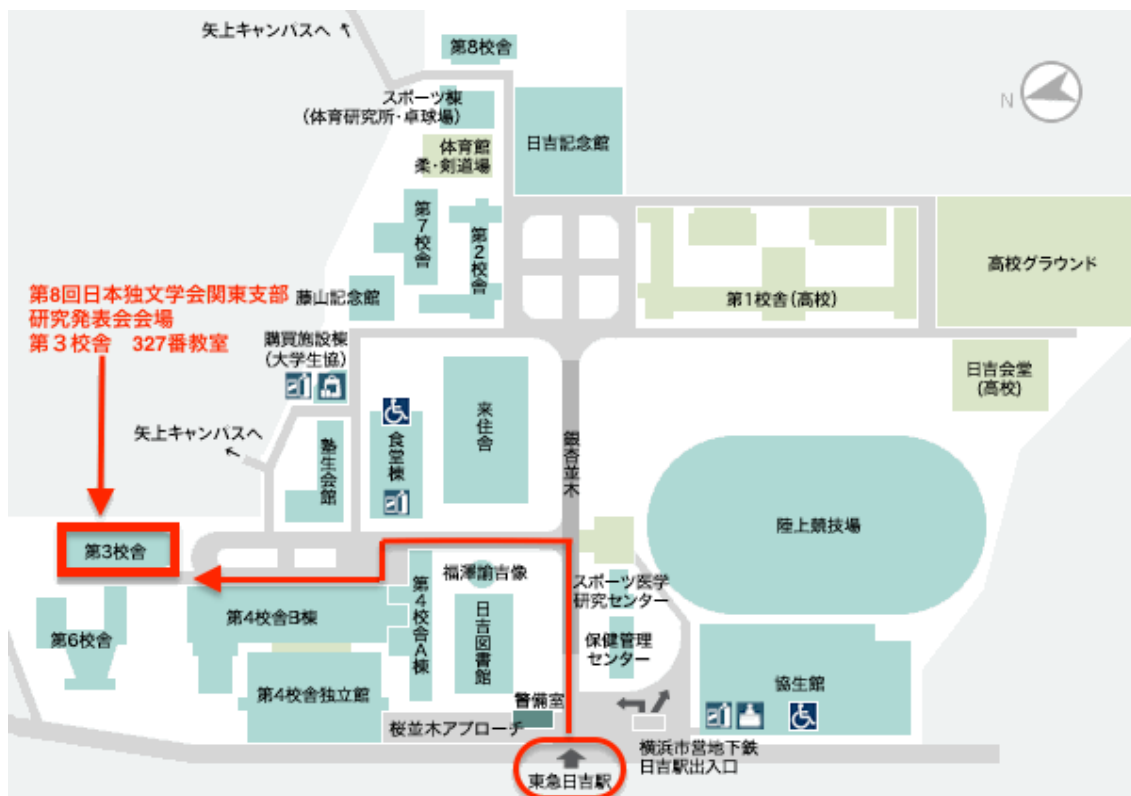 矢上キャンパスへ
第8校舎
スポーツ棟
(体育研究所・卓球場)
N
体育館
柔・剣道場
日吉記念館
第7校舎
第2校舎
高校グラウンド
第8回日本独文学会関東支部
研究発表会会場
第3校舎 327番教室
藤山記念館
第1校舎(高校)
購買施設棟
(大学生協)
日吉会堂
(高校)
来往舎
矢上キャンパスへ
塾生会館
食堂棟
銀杏並木
陸上競技場
第3校舎
福澤諭吉像
スポーツ医学
研究センター
第4校舎A棟
日吉図書館
第4校舎B棟
第6校舎
保健管理
センター
第4校舎独立館
協生館
警備室
桜並木アプローチ
横浜市営地下鉄
日吉駅出入口
東急日吉駅